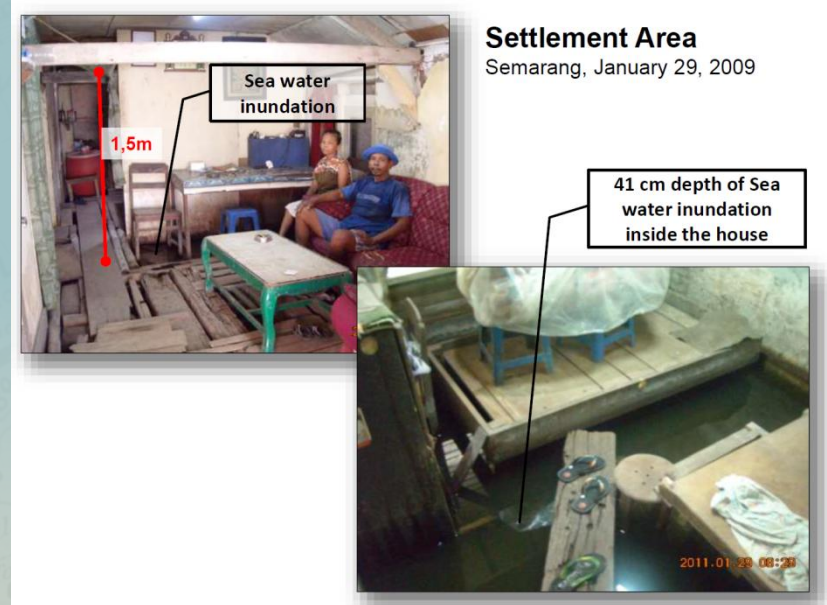 Settlement Area
Semarang, January 29, 2009
Sea water
inundation
1,5m
41 cm depth of Sea
water inundation
inside the house
2011.01.29 08:20